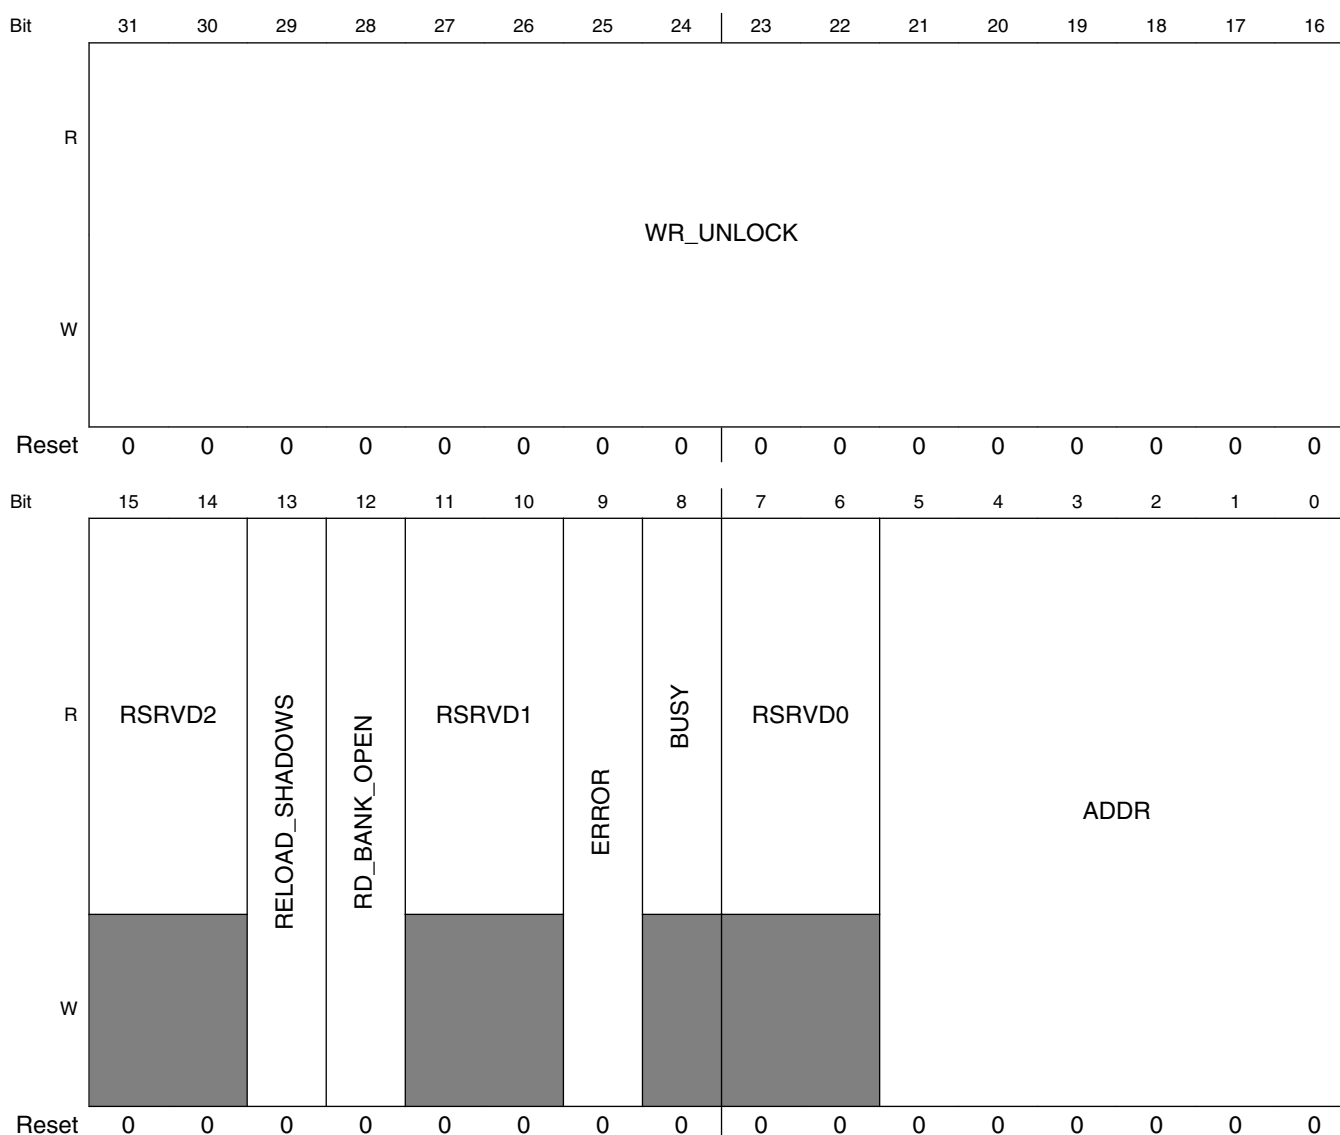 Bit 31 30 29 28 27 26 25 24 23 22 21 20 19 18 17 16
R
WR_UNLOCK
W
Reset 0 0 0 0 0 0 0 0 0 0 0 0 0 0 0 0
Bit 15 14 13 12 11 10 9 8 7 6 5 4 3 2 1 0
R RSRVD2 RELOAD_SHADOWS RD_BANK_OPEN RSRVD1 ERROR BUSY RSRVD0 ADDR
W
Reset 0 0 0 0 0 0 0 0 0 0 0 0 0 0 0 0